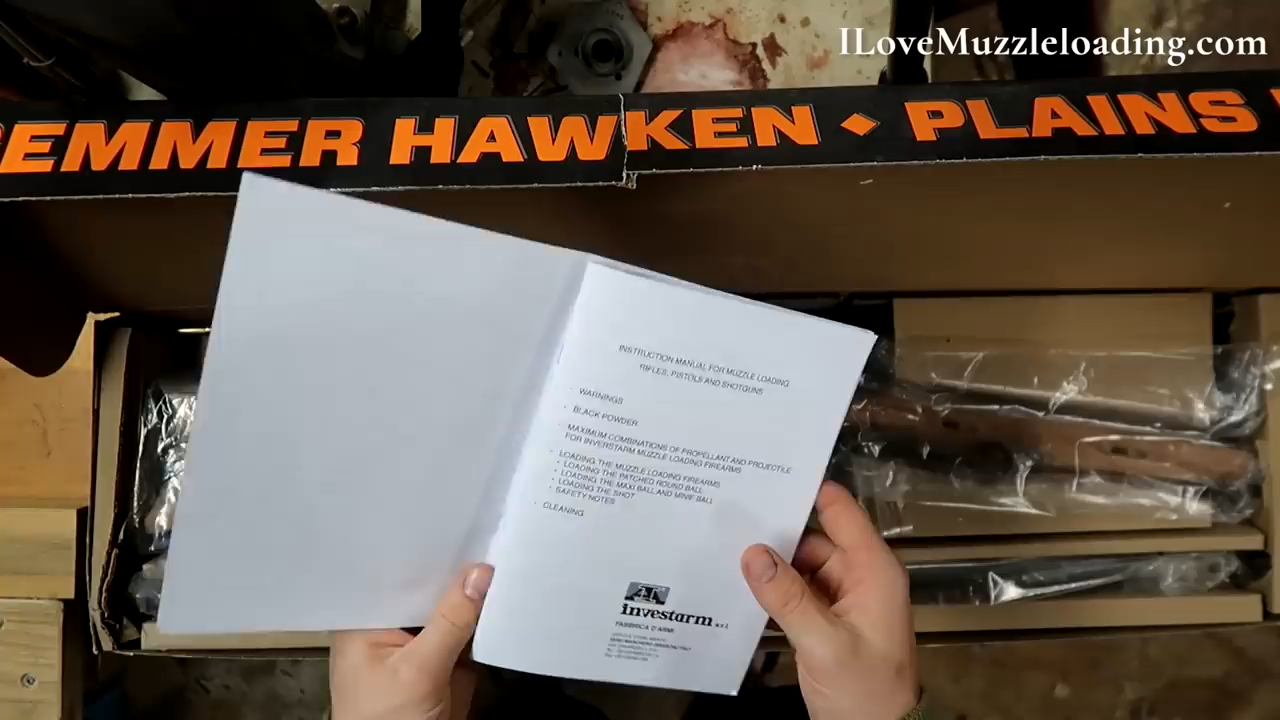 ILoveMuzzleloading.com
EMMER HAWKEN ◆ PLAINS
INSTRUCTION MANUAL FOR MUZZLE LOADING
RIFLES, PISTOLS AND SHOTGUNS
- WARNINGS
- BLACK POWDER
- MAXIMUM COMBINATIONS OF PROPELLANT AND PROJECTILE
FOR INVERSTARM MUZZLE LOADING FIREARMS
- LOADING THE MUZZLE LOADING FIREARMS
- LOADING THE PATCHED ROUND BALL
- LOADING THE MAXI BALL AND MINIE BALL
- LOADING THE SHOT
- SAFETY NOTES
- CLEANING
investarm s.r.l.
FABBRICA D'ARMI